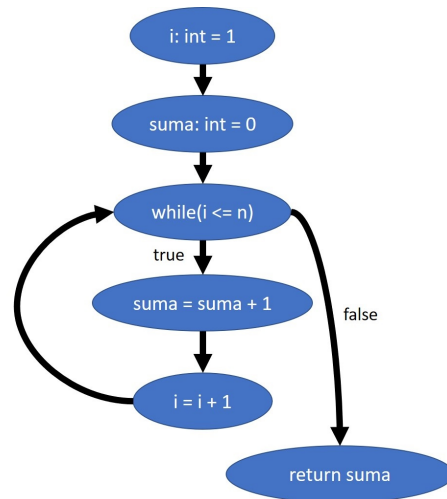 i: int = 1
suma: int = 0
while(i <= n)
true
suma = suma + 1
false
i = i + 1
return suma